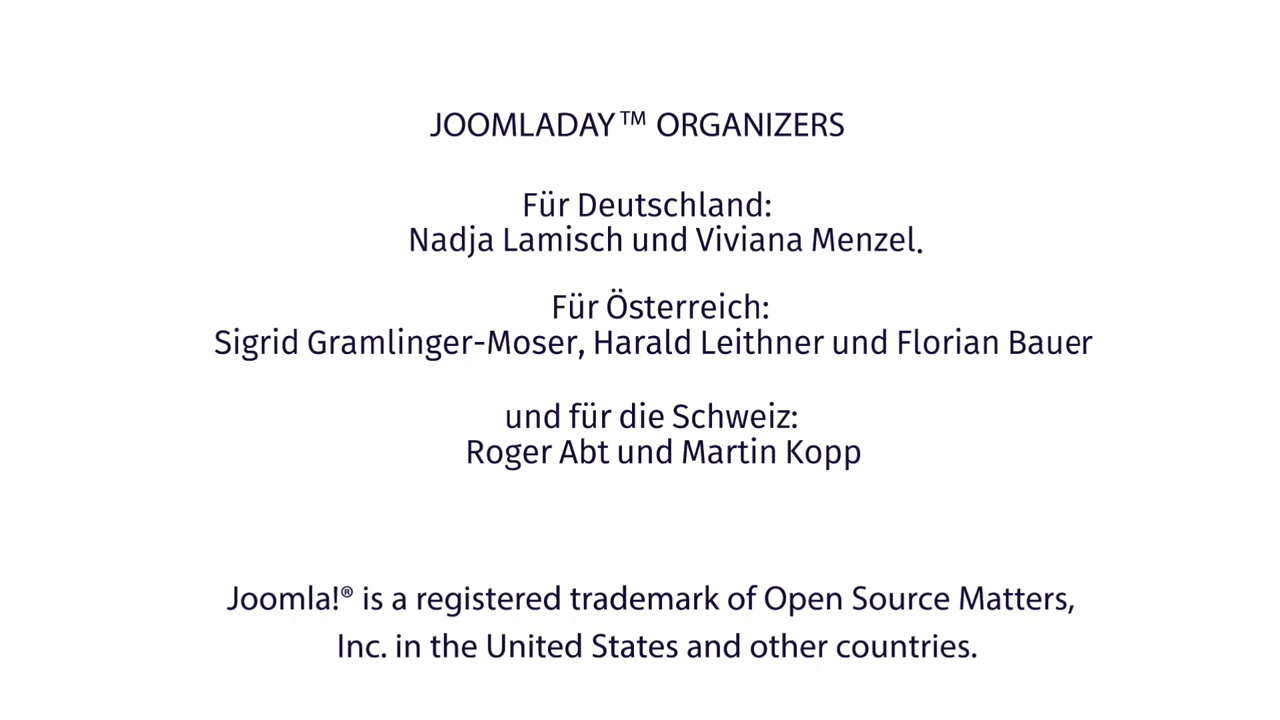 JOOMLADAY™ ORGANIZERS
Für Deutschland:
Nadja Lamisch und Viviana Menzel.
Für Österreich:
Sigrid Gramlinger-Moser, Harald Leithner und Florian Bauer
und für die Schweiz:
Roger Abt und Martin Kopp
Joomla!® is a registered trademark of Open Source Matters,
Inc. in the United States and other countries.